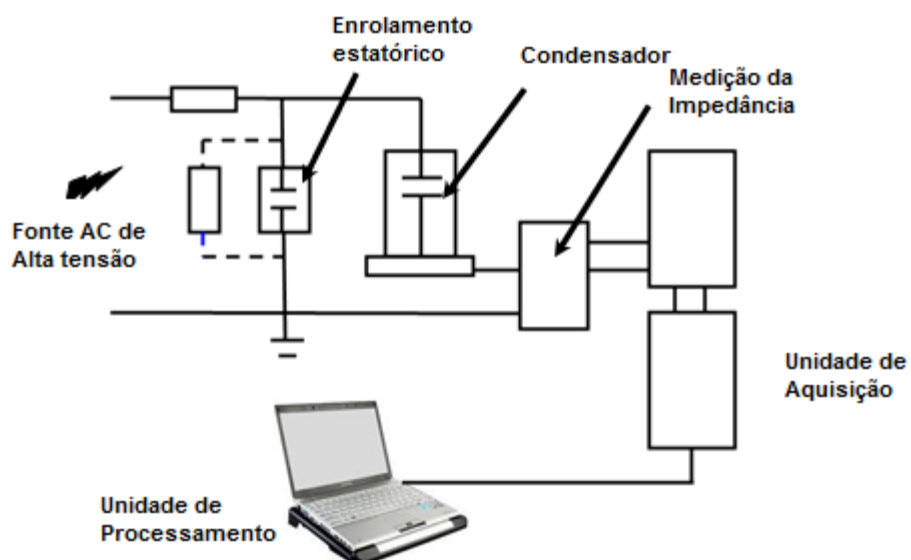 Enrolamento
estatórico
Condensador
Medição da
Impedância
Fonte AC de
Alta tensão
Unidade de
Aquisição
Unidade de
Processamento